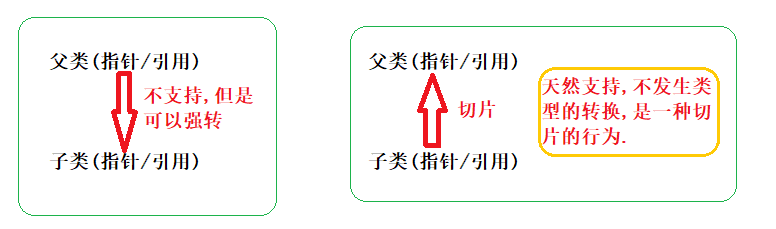 父类(指针/引用)
不支持,但是
可以强转
子类(指针/引用)
父类(指针/引用)
切片
子类(指针/引用)
天然支持,不发生类
型的转换,是一种切
片的行为.